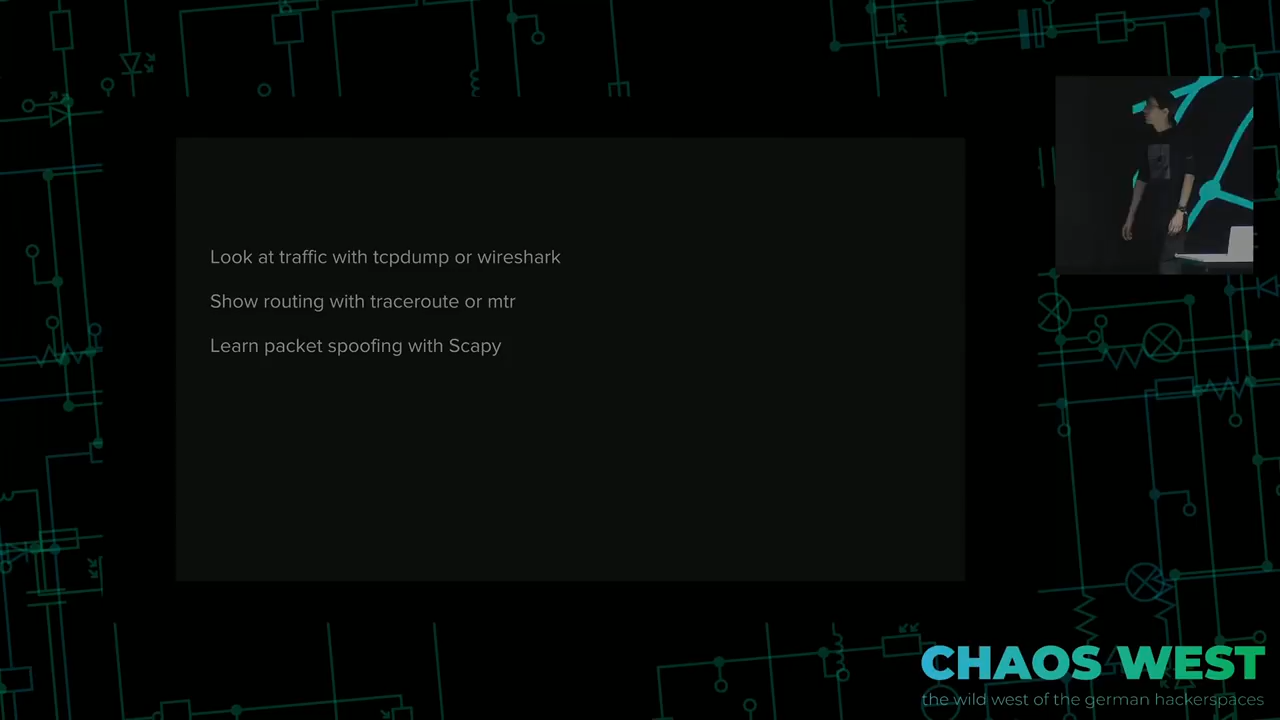 Look at traffic with tcpdump or wireshark
Show routing with traceroute or mtr
Learn packet spoofing with Scapy
CHAOS WEST
the wild west of the german hackerspaces